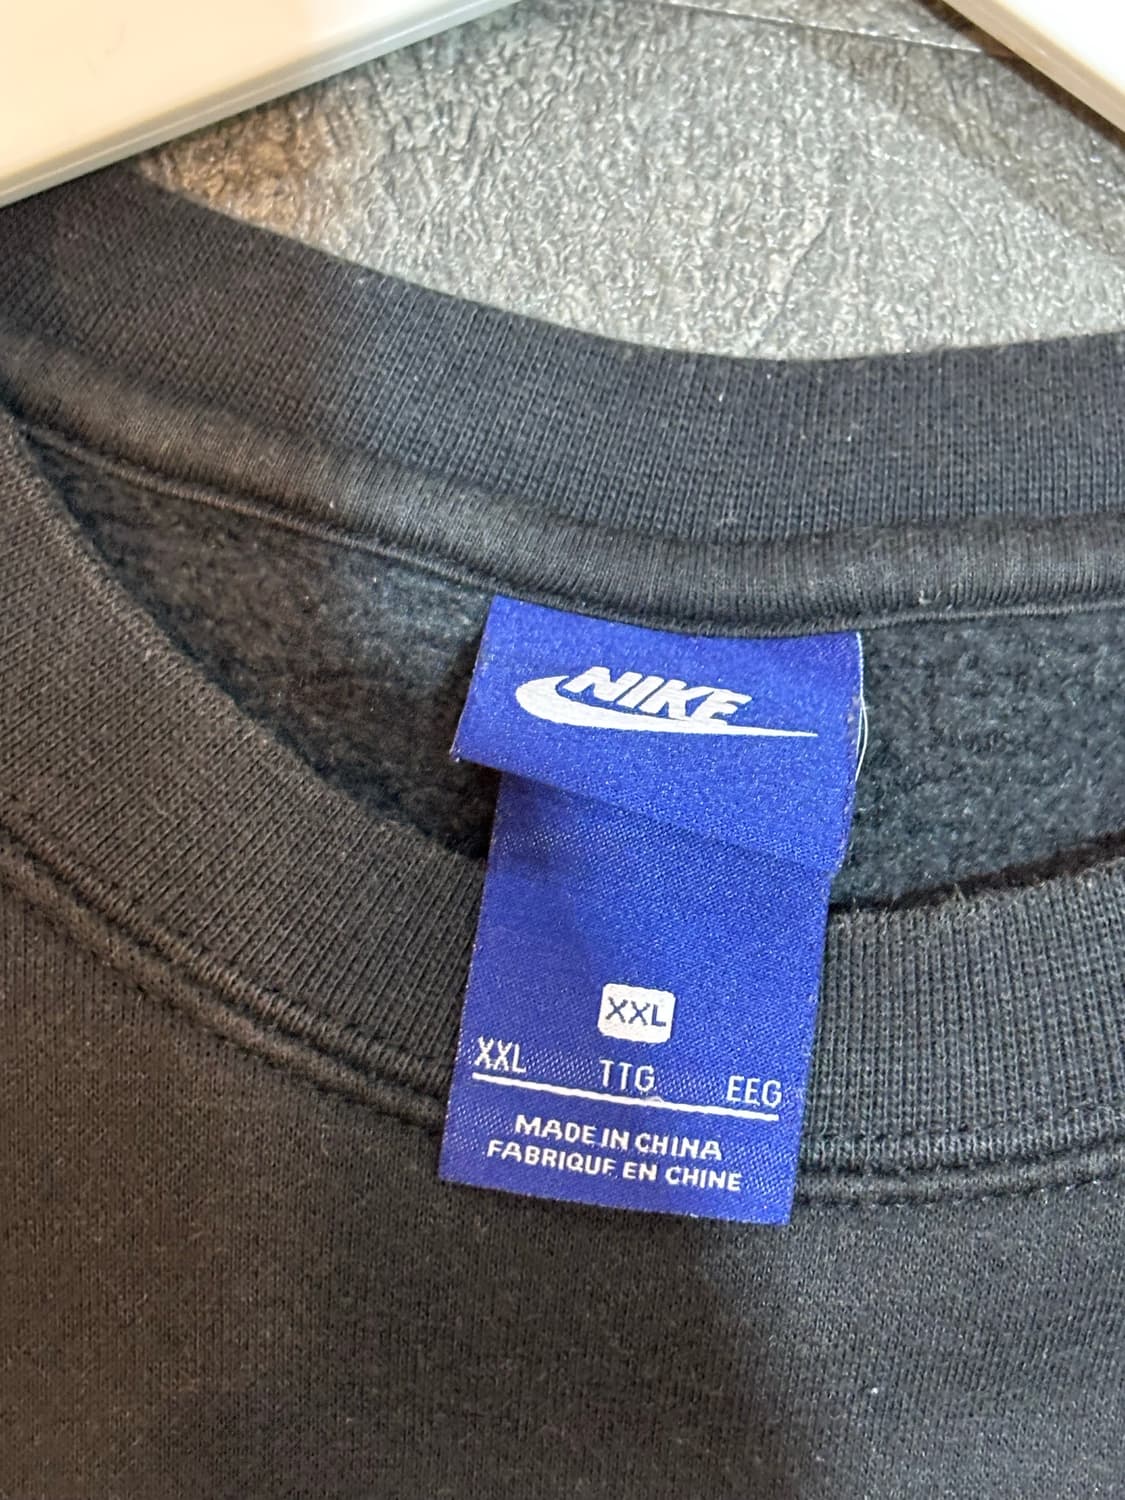 NIKE
XXL
XXL TTG EEG
MADE IN CHINA
FABRIQUE EN CHINE